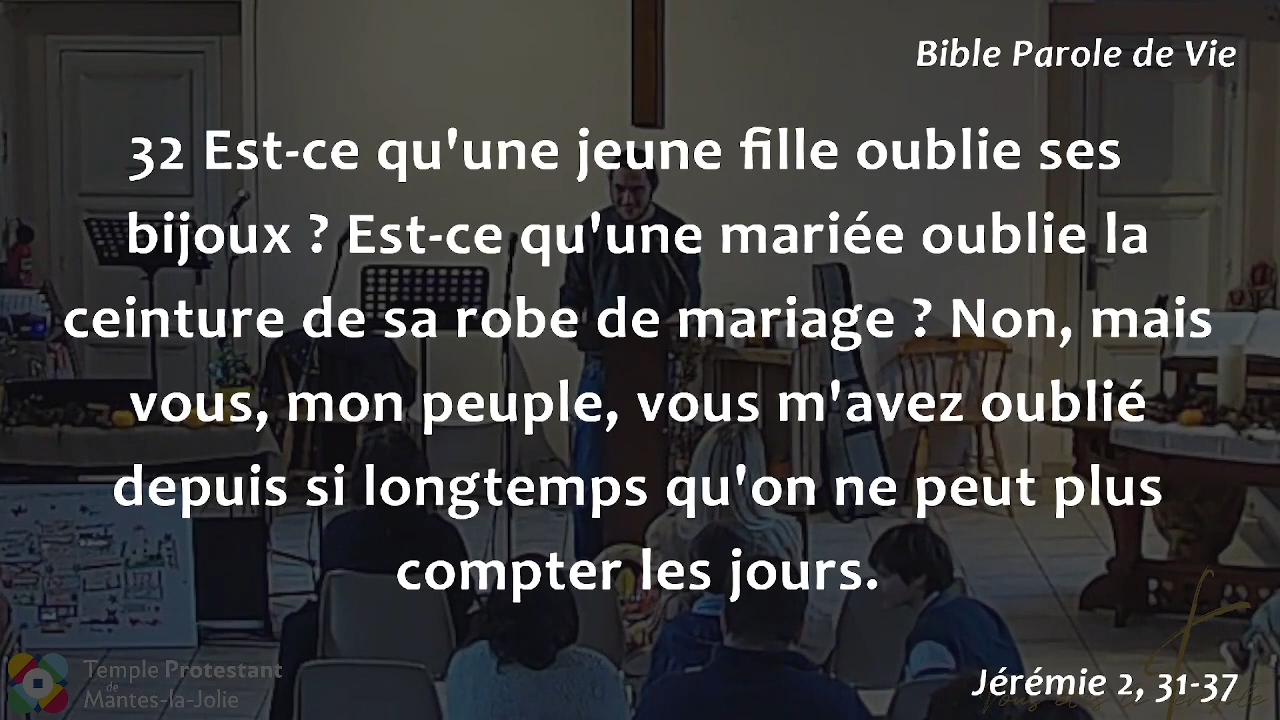 Bible Parole de Vie
32 Est-ce qu'une jeune fille oublie ses
bijoux ? Est-ce qu'une mariée oublie la
ceinture de sa robe de mariage ? Non, mais
vous, mon peuple, vous m'avez oublié
depuis si longtemps qu'on ne peut plus
compter les jours.
Temple Protestant
de
Mantes-la-Jolie
Jérémie 2, 31-37